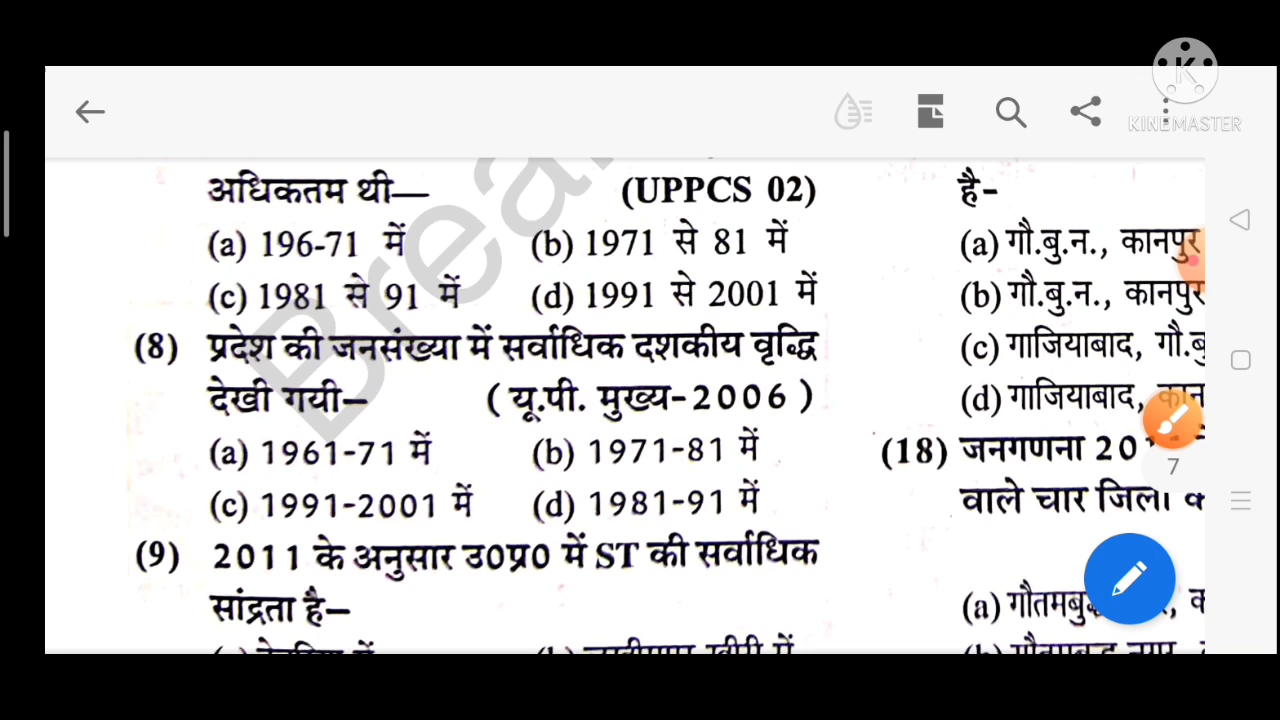 KINEMASTER
अधिकतम थी— (UPPCS 02)
(a) 196-71 में (b) 1971 से 81 में
(c) 1981 से 91 में (d) 1991 से 2001 में
(8) प्रदेश की जनसंख्या में सर्वाधिक दशकीय वृद्धि
देखी गयी— ( यू.पी. मुख्य-2006 )
(a) 1961-71 में (b) 1971-81 में
(c) 1991-2001 में (d) 1981-91 में
(9) 2011 के अनुसार उ0प्र0 में ST की सर्वाधिक
सांद्रता है—
है-
(a) गौ.बु.न., कानपुर
(b) गौ.बु.न., कानपुर
(c) गाजियाबाद, गौ.बु
(d) गाजियाबाद,
(18) जनगणना
वाले चार जिलों
(a)
7